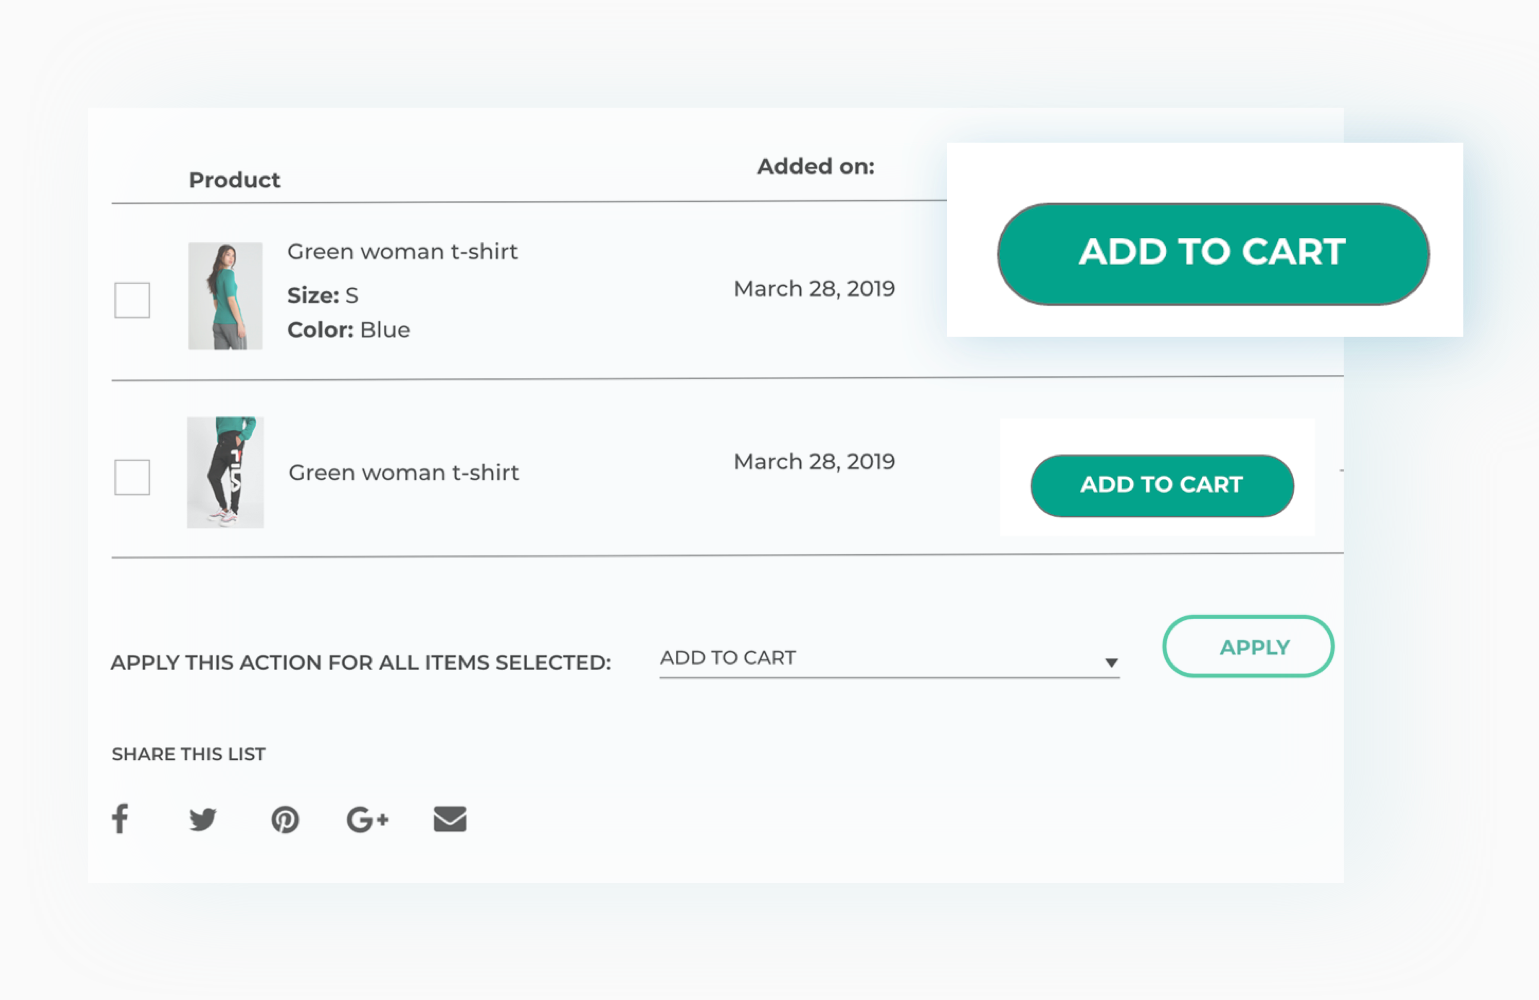 Product
Added on:
ADD TO CART
Green woman t-shirt
Size: S
Color: Blue
March 28, 2019
FILA
Green woman t-shirt
March 28, 2019
ADD TO CART
APPLY THIS ACTION FOR ALL ITEMS SELECTED:
ADD TO CART
APPLY
SHARE THIS LIST